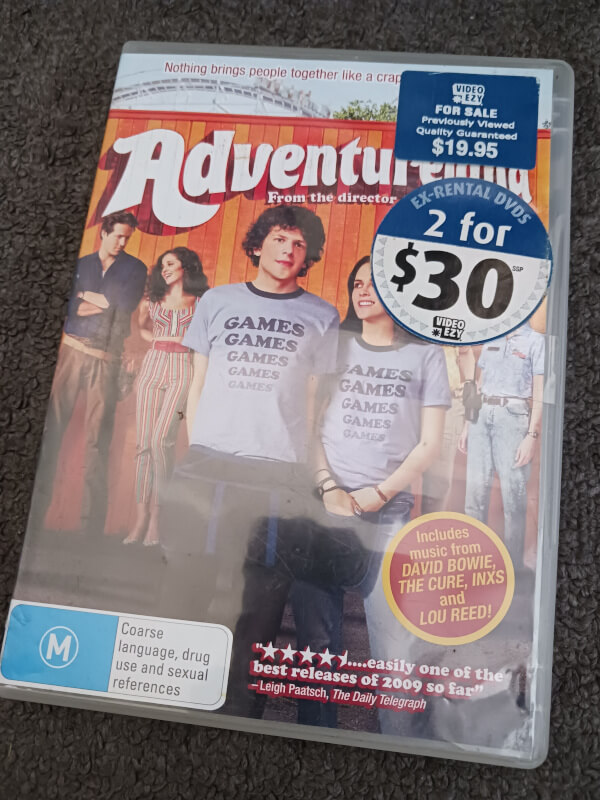 Nothing brings people together like a crap
VIDEO
EZY
FOR SALE
Previously Viewed
Quality Guaranteed
$19.95
Adventureland
From the director
EX-RENTAL DVDS
2 for
$30
SSP
VIDEO
EZY
GAMES
GAMES
GAMES
GAMES
GAMES
GAMES
GAMES
GAMES
GAMES
GAMES
Includes
music from
DAVID BOWIE,
THE CURE, INXS
and
LOU REED!
M
Coarse
language, drug
use and sexual
references
"★★★★½....easily one of the
best releases of 2009 so far"
–Leigh Paatsch, The Daily Telegraph